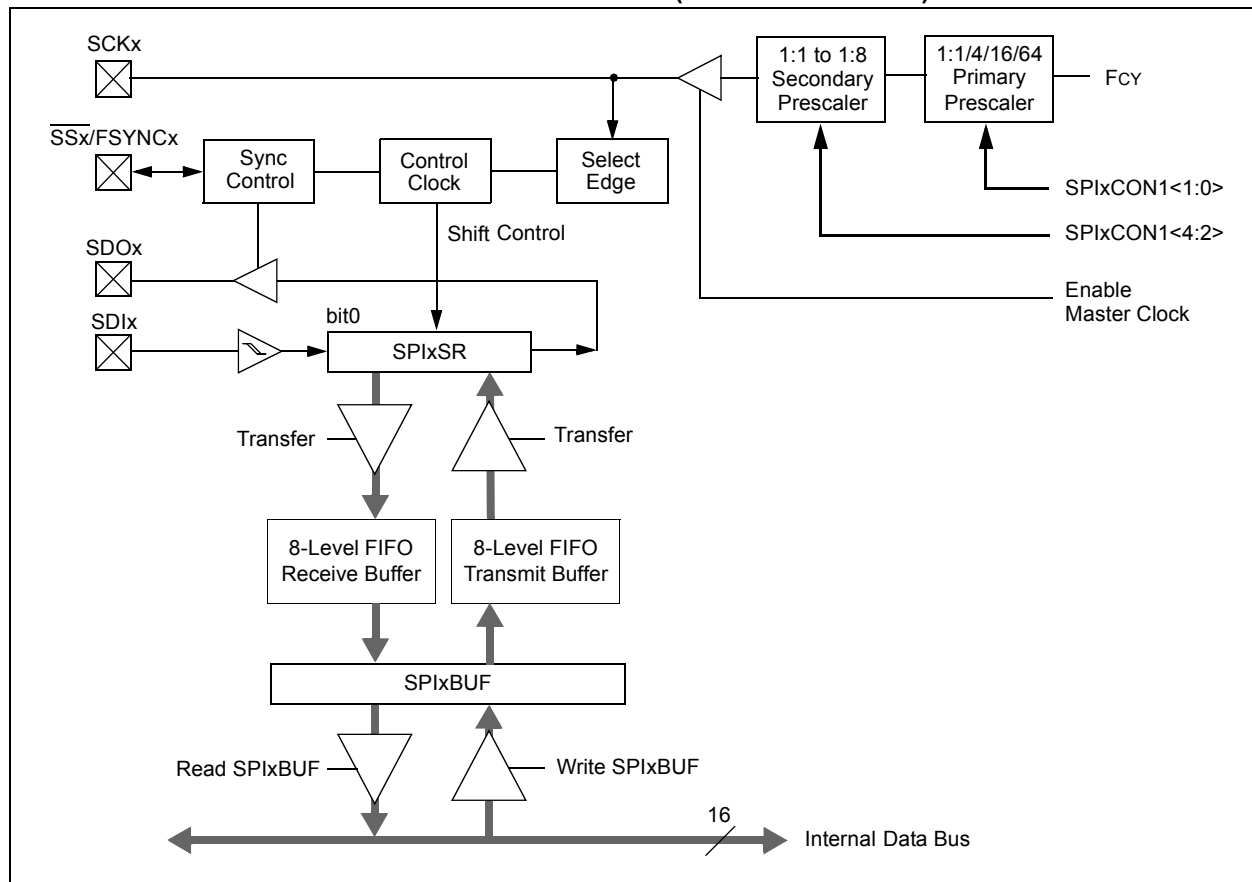 SCKx
1:1 to 1:8
Secondary
Prescaler
1:1/4/16/64
Primary
Prescaler
FCY
SSx/FSYNCx
Sync
Control
Control
Clock
Select
Edge
SPIxCON1<1:0>
SPIxCON1<4:2>
Shift Control
SDOx
Enable
Master Clock
SDIx
bit0
SPIxSR
Transfer
Transfer
8-Level FIFO
Receive Buffer
8-Level FIFO
Transmit Buffer
SPIxBUF
Read SPIxBUF
Write SPIxBUF
16
Internal Data Bus